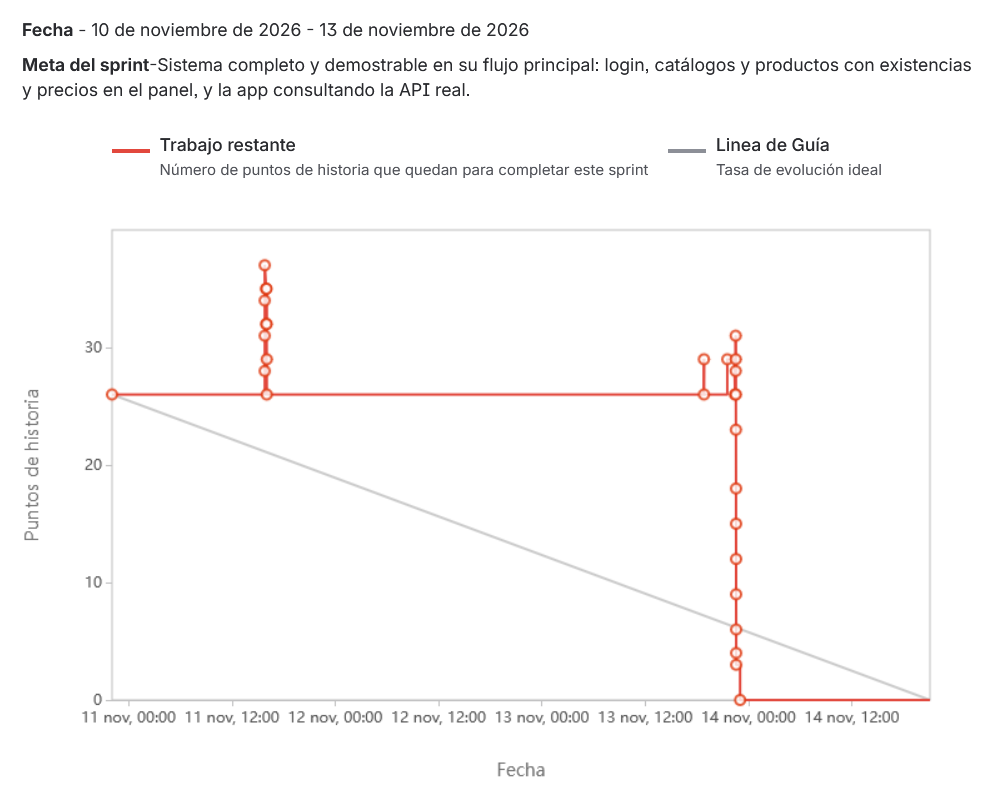 Fecha - 10 de noviembre de 2026 - 13 de noviembre de 2026
Meta del sprint-Sistema completo y demostrable en su flujo principal: login, catálogos y productos con existencias
y precios en el panel, y la app consultando la API real.
Trabajo restante
Número de puntos de historia que quedan para completar este sprint
Linea de Guía
Tasa de evolución ideal
30
20
10
0
Puntos de historia
11 nov, 00:00 11 nov, 12:00 12 nov, 00:00 12 nov, 12:00 13 nov, 00:00 13 nov, 12:00 14 nov, 00:00 14 nov, 12:00
Fecha